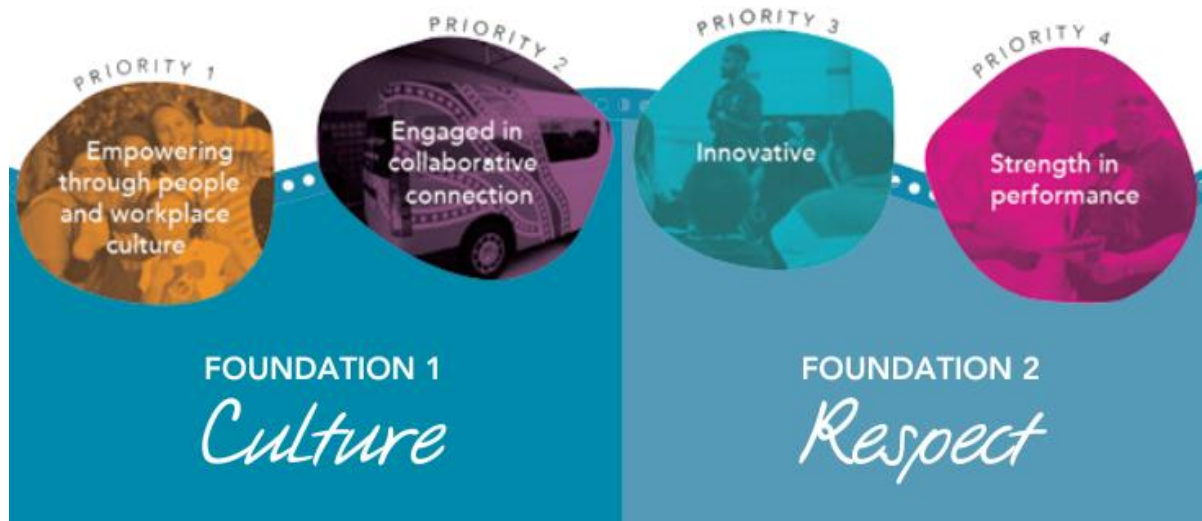 PRIORITY 1
Empowering
through people
and workplace
culture
PRIORITY 2
Engaged in
collaborative
connection
PRIORITY 3
Innovative
PRIORITY 4
Strength in
performance
FOUNDATION 1
Culture
FOUNDATION 2
Respect